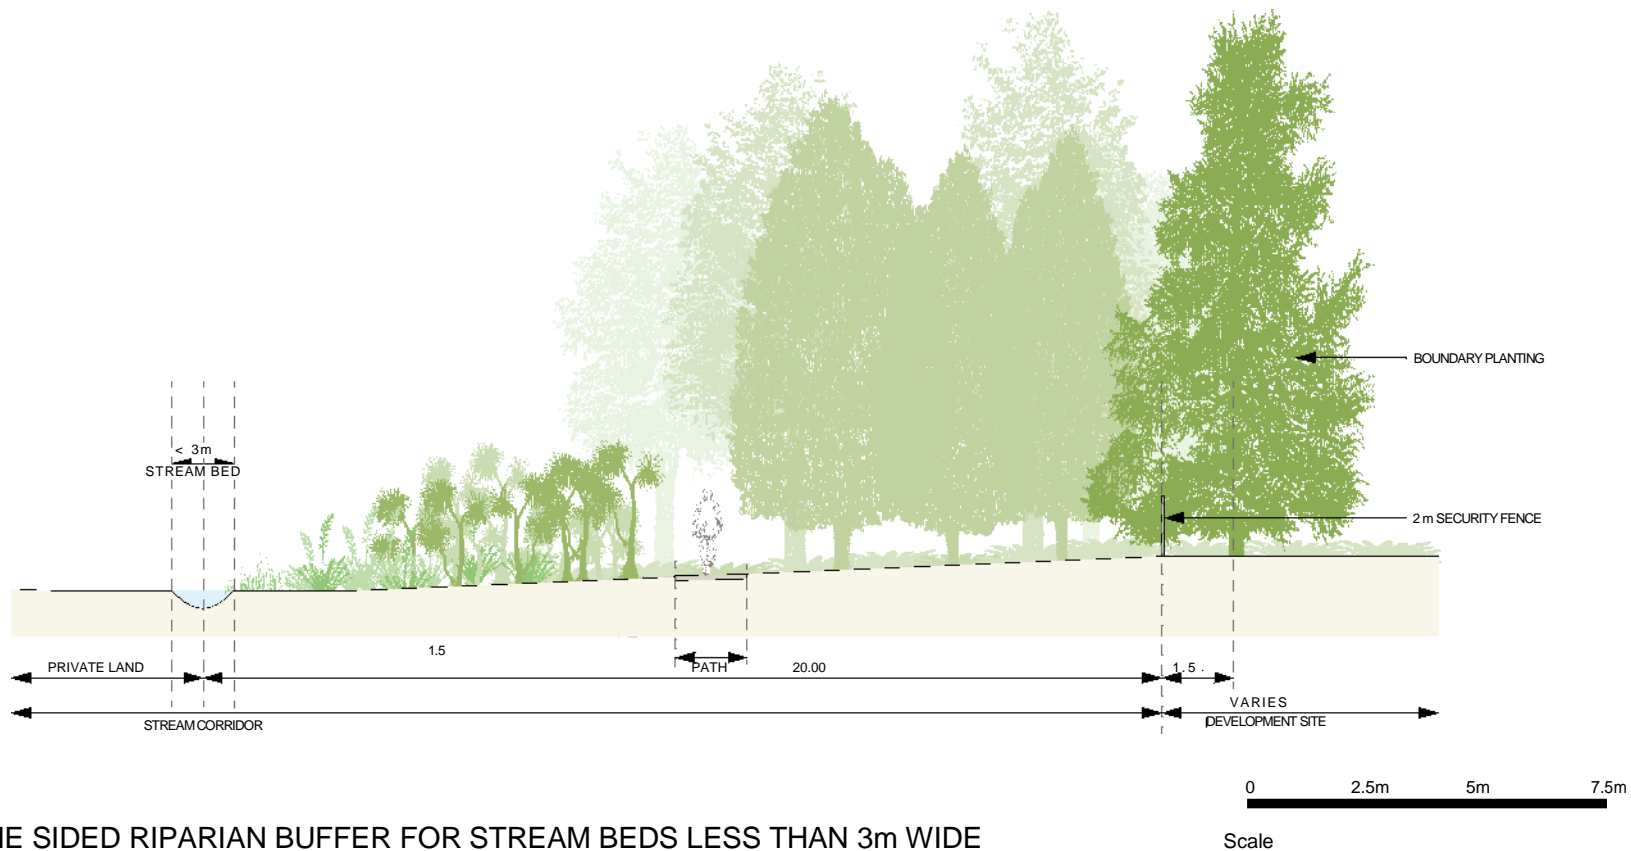 BOUNDARY PLANTING
< 3m
STREAM BED
2 m SECURITY FENCE
1.5
PRIVATE LAND
PATH
20.00
1.5 .
VARIES
STREAM CORRIDOR
DEVELOPMENT SITE
0 2.5m 5m 7.5m
NE SIDED RIPARIAN BUFFER FOR STREAM BEDS LESS THAN 3m WIDE
Scale